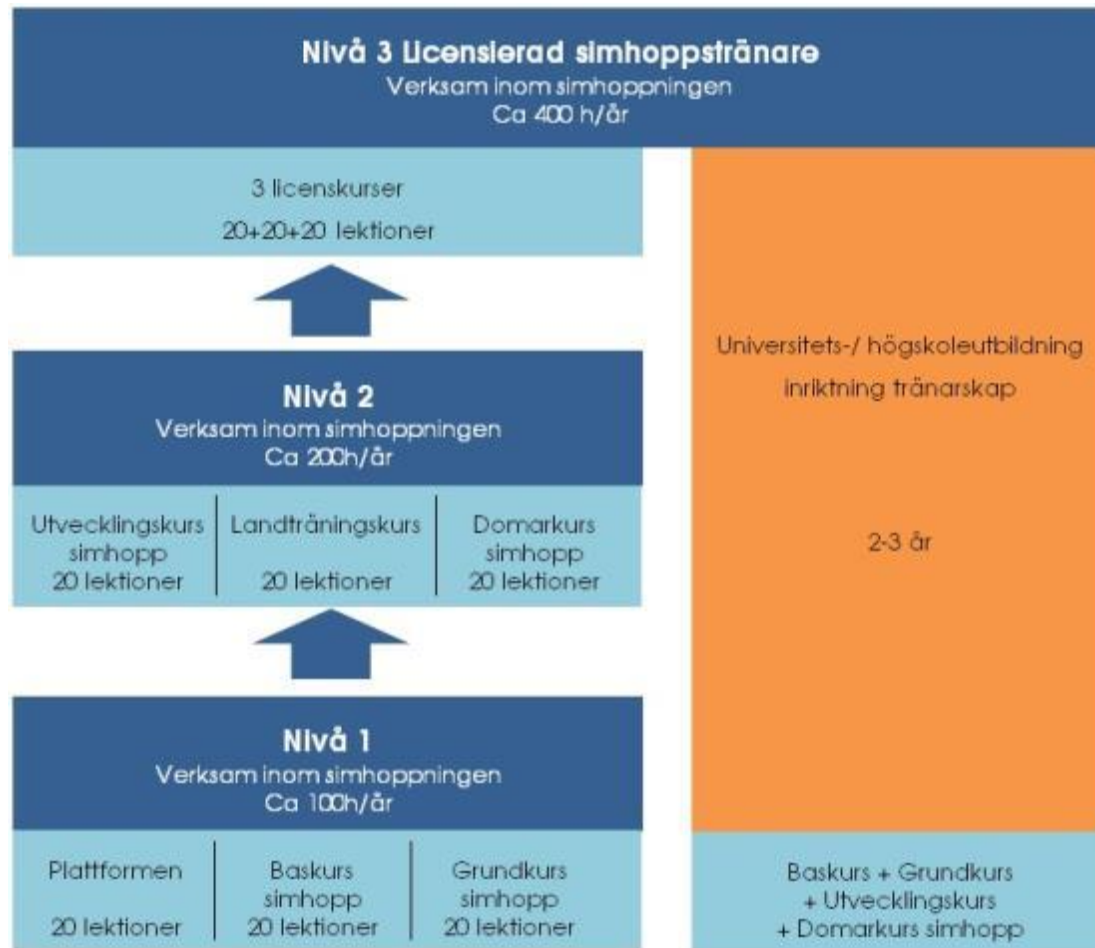 Nivå 3 Licensierad simhoppstränare
Verksam inom simhoppningen
Ca 400 h/år
3 licenskurser
20+20+20 lektioner
Universitets-/ högskoleutbildning
inriktning tränarskap
2-3 år
Nivå 2
Verksam inom simhoppningen
Ca 200h/år
Utvecklingskurs
simhopp
20 lektioner
Landträningskurs
20 lektioner
Domarkurs
simhopp
20 lektioner
Nivå 1
Verksam inom simhoppningen
Ca 100h/år
Plattformen
20 lektioner
Baskurs
simhopp
20 lektioner
Grundkurs
simhopp
20 lektioner
Baskurs + Grundkurs
+ Utvecklingskurs
+ Domarkurs simhopp